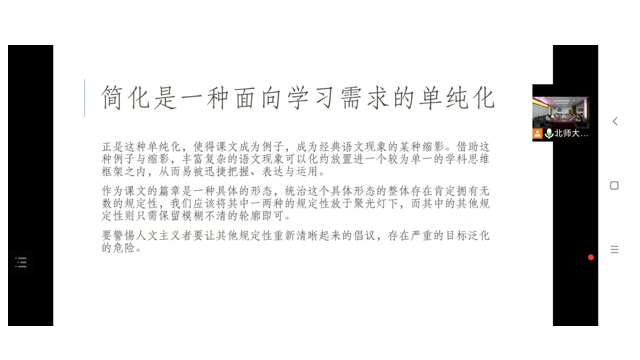 简化是一种面向学习需求的单纯化
正是这种单纯化，使得课文成为例子，成为经典语文现象的某种缩影。借助这
种例子与缩影，丰富复杂的语文现象可以化约放置进一个较为单一的学科思维
框架之内，从而易被迅捷把握、表达与运用。
作为课文的篇章是一种具体的形态，统治这个具体形态的整体存在肯定拥有无
数的规定性，我们应该将其中一两种的规定性放于聚光灯下，而其中的其他规
定性则只需保留模糊不清的轮廓即可。
要警惕人文主义者要让其他规定性重新清晰起来的倡议，存在严重的目标泛化
的危险。
北师大...